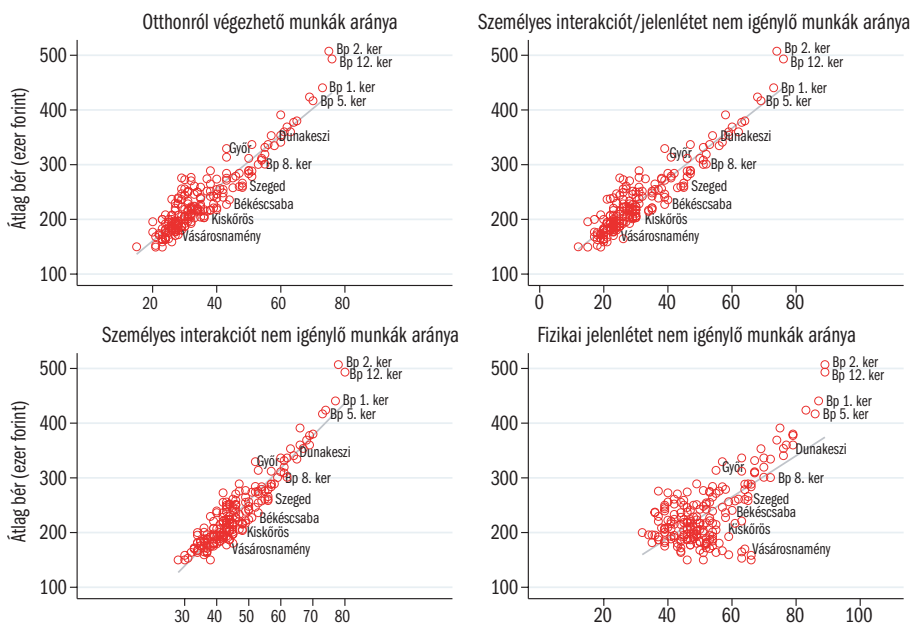 Otthonról végezhető munkák aránya
Átlag bér (ezer forint)
500
400
300
200
100
Bp 2. ker
Bp 12. ker
Bp 1. ker
Bp 5. ker
Dunakeszi
Győr
Bp 8. ker
Szeged
Békéscsaba
Kiskőrös
Vásárosnamény
20 40 60 80
Személyes interakciót/jelenlétet nem igénylő munkák aránya
500
400
300
200
100
Bp 2. ker
Bp 12. ker
Bp 1. ker
Bp 5. ker
Dunakeszi
Győr
Bp 8. ker
Szeged
Békéscsaba
Kiskőrös
Vásárosnamény
0 20 40 60 80
Személyes interakciót nem igénylő munkák aránya
Átlag bér (ezer forint)
500
400
300
200
100
Bp 2. ker
Bp 12. ker
Bp 1. ker
Bp 5. ker
Dunakeszi
Győr
Bp 8. ker
Szeged
Békéscsaba
Kiskőrös
Vásárosnamény
30 40 50 60 70 80
Fizikai jelenlétet nem igénylő munkák aránya
500
400
300
200
100
Bp 2. ker
Bp 12. ker
Bp 1. ker
Bp 5. ker
Dunakeszi
Győr
Bp 8. ker
Szeged
Békéscsaba
Kiskőrös
Vásárosnamény
20 40 60 80 100